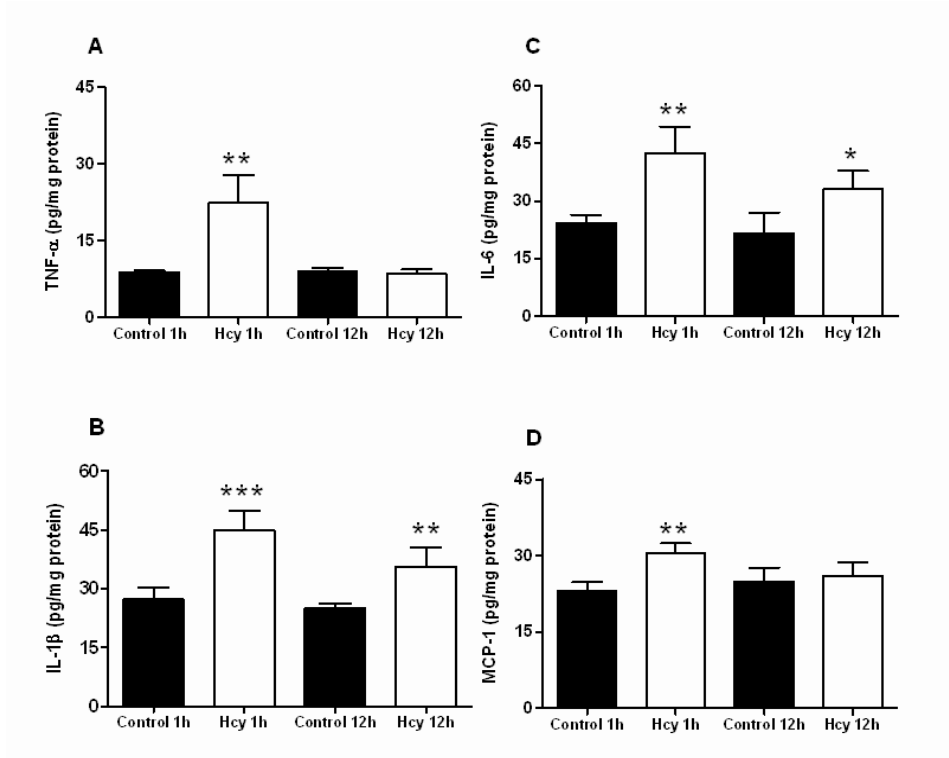 A
TNF-α (pg/mg protein)
45
30
15
0
**
Control 1h Hcy 1h Control 12h Hcy 12h
C
IL-6 (pg/mg protein)
60
45
30
15
0
**
*
Control 1h Hcy 1h Control 12h Hcy 12h
B
IL-1β (pg/mg protein)
60
45
30
15
0
***
**
Control 1h Hcy 1h Control 12h Hcy 12h
D
MCP-1 (pg/mg protein)
45
30
15
0
**
Control 1h Hcy 1h Control 12h Hcy 12h